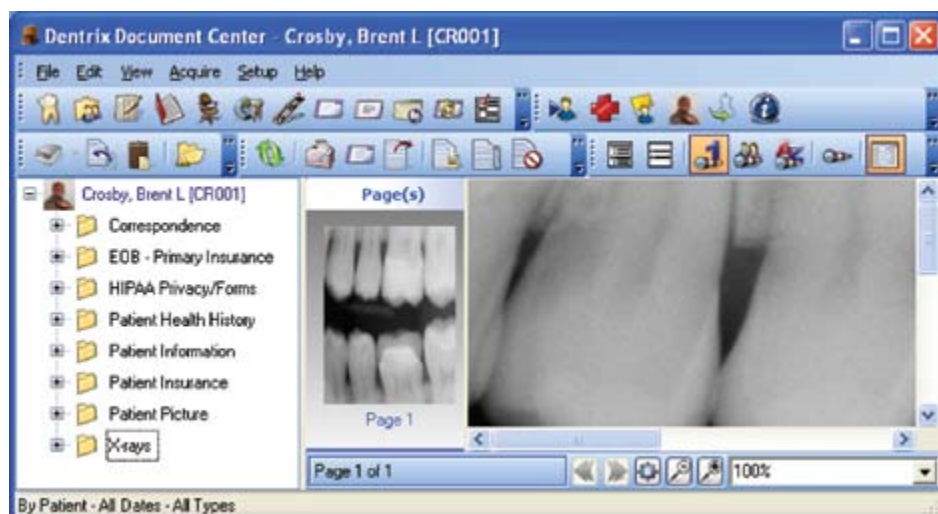 Dentrix Document Center - Crosby, Brent L [CR001]
File Edit View Acquire Setup Help
Crosby, Brent L [CR001]
Correspondence
EOB - Primary Insurance
HIPAA Privacy/Forms
Patient Health History
Patient Information
Patient Insurance
Patient Picture
X-rays
Page(s)
Page 1
Page 1 of 1
100%
By Patient - All Dates - All Types